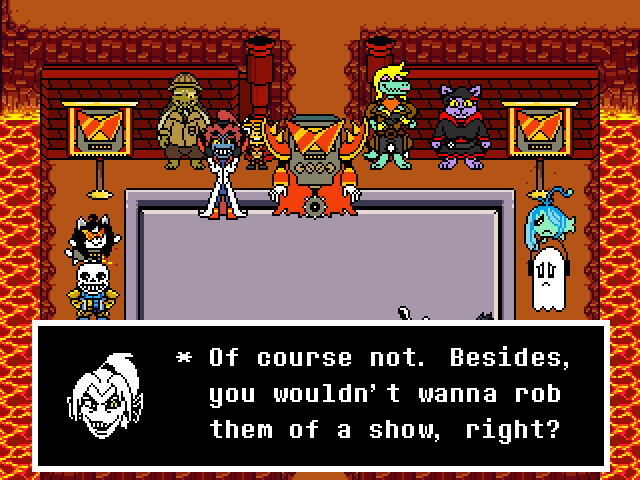 * Of course not. Besides,
you wouldn't wanna rob
them of a show, right?